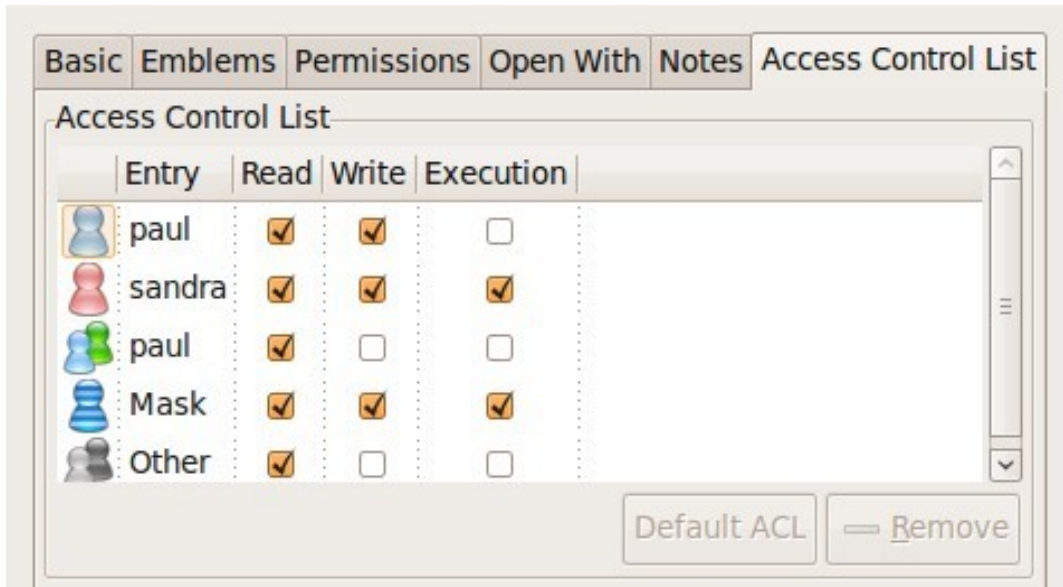 Basic Emblems Permissions Open With Notes Access Control List
Access Control List
Entry Read Write Execution
paul
sandra
paul
Mask
Other
Default ACL Remove